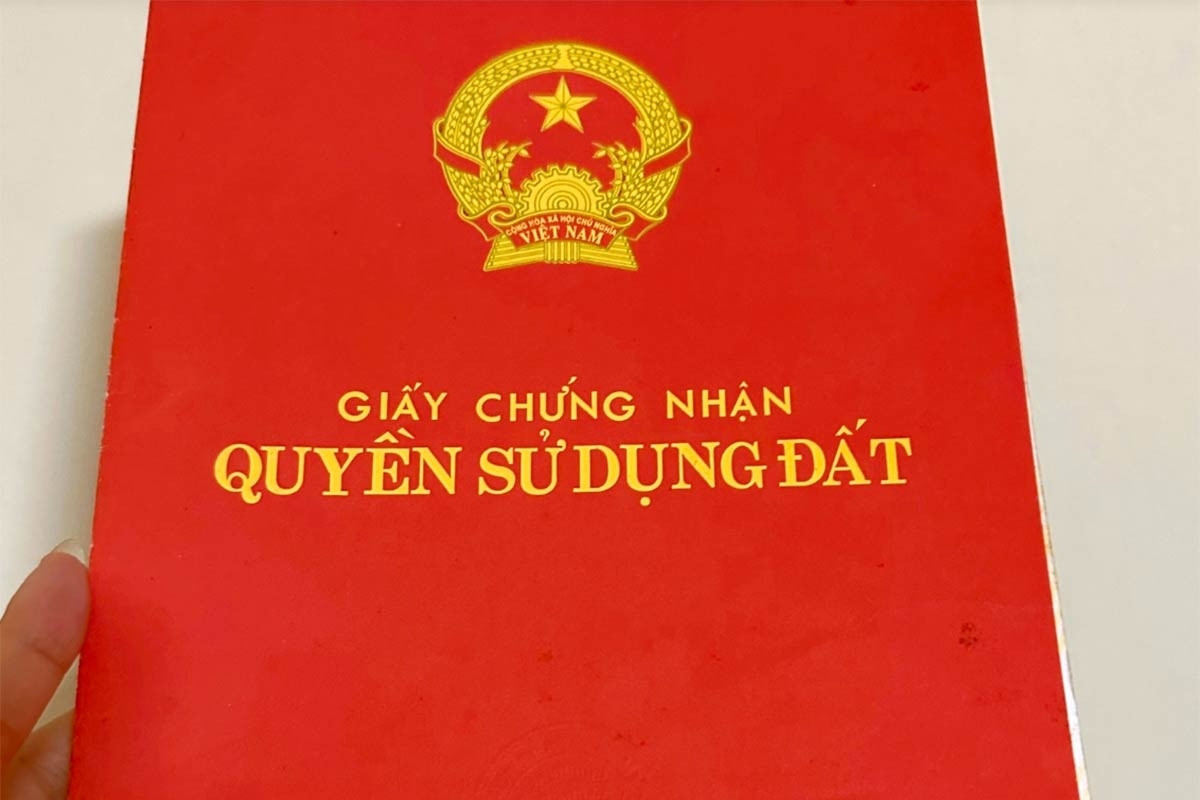 CỘNG HÒA XÃ HỘI CHỦ NGHĨA
VIỆT NAM
GIẤY CHỨNG NHẬN
QUYỀN SỬ DỤNG ĐẤT